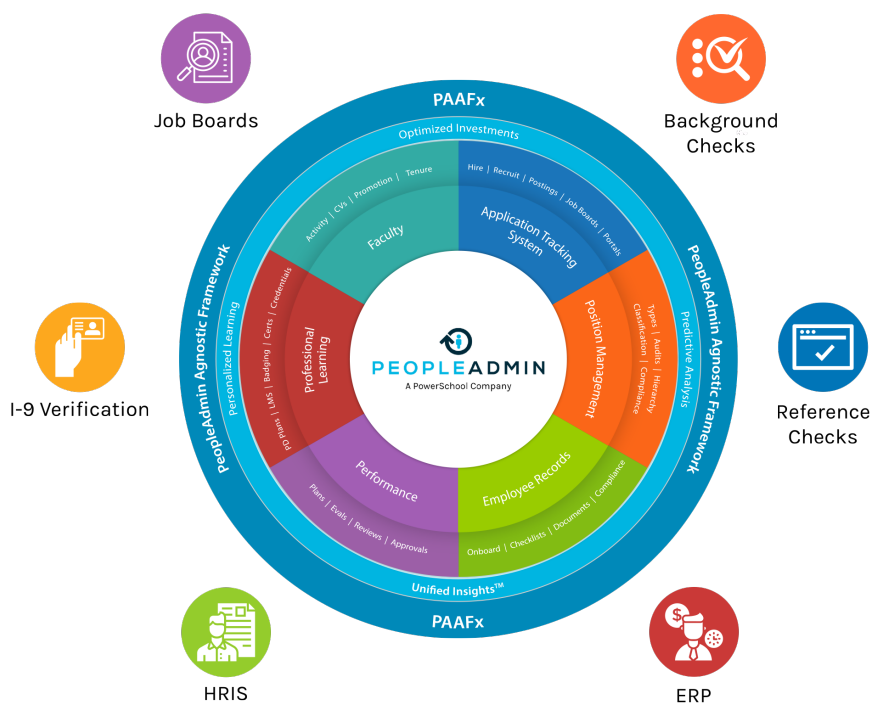 Job Boards
Background
Checks
PAAFx
Optimized Investments
Activity | CVs | Promotion | Tenure
Faculty
Hire | Recruit | Postings | Job Boards | Portals
Application Tracking
System
PeopleAdmin Agnostic Framework
Personalized Learning
PD Plans | LMS | Badging | Certs | Credentials
Professional
Learning
PEOPLEADMIN
A PowerSchool Company
Position Management
Types | Audits | Hierarchy
Classification | Compliance
Predictive Analysis
PeopleAdmin Agnostic Framework
I-9 Verification
Reference
Checks
Performance
Plans | Evals | Reviews | Approvals
Employee Records
Onboard | Checklists | Documents | Compliance
Unified Insights™
PAAFx
$
HRIS
ERP